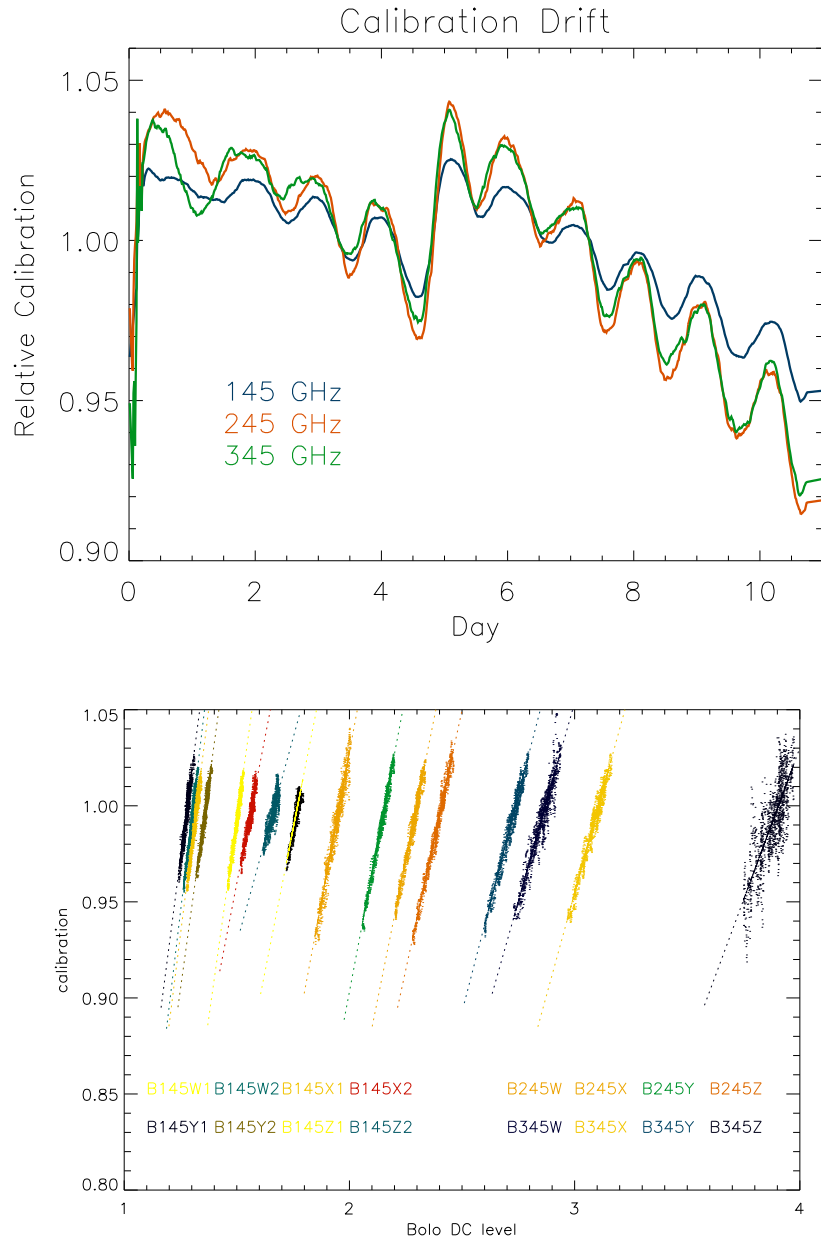 Calibration Drift
1.05
1.00
0.95
0.90
Relative Calibration
145 GHz
245 GHz
345 GHz
0 2 4 6 8 10
Day
1.05
1.00
0.95
0.90
0.85
0.80
calibration
B145W1 B145W2 B145X1 B145X2 B245W B245X B245Y B245Z
B145Y1 B145Y2 B145Z1 B145Z2 B345W B345X B345Y B345Z
1 2 3 4
Bolo DC level